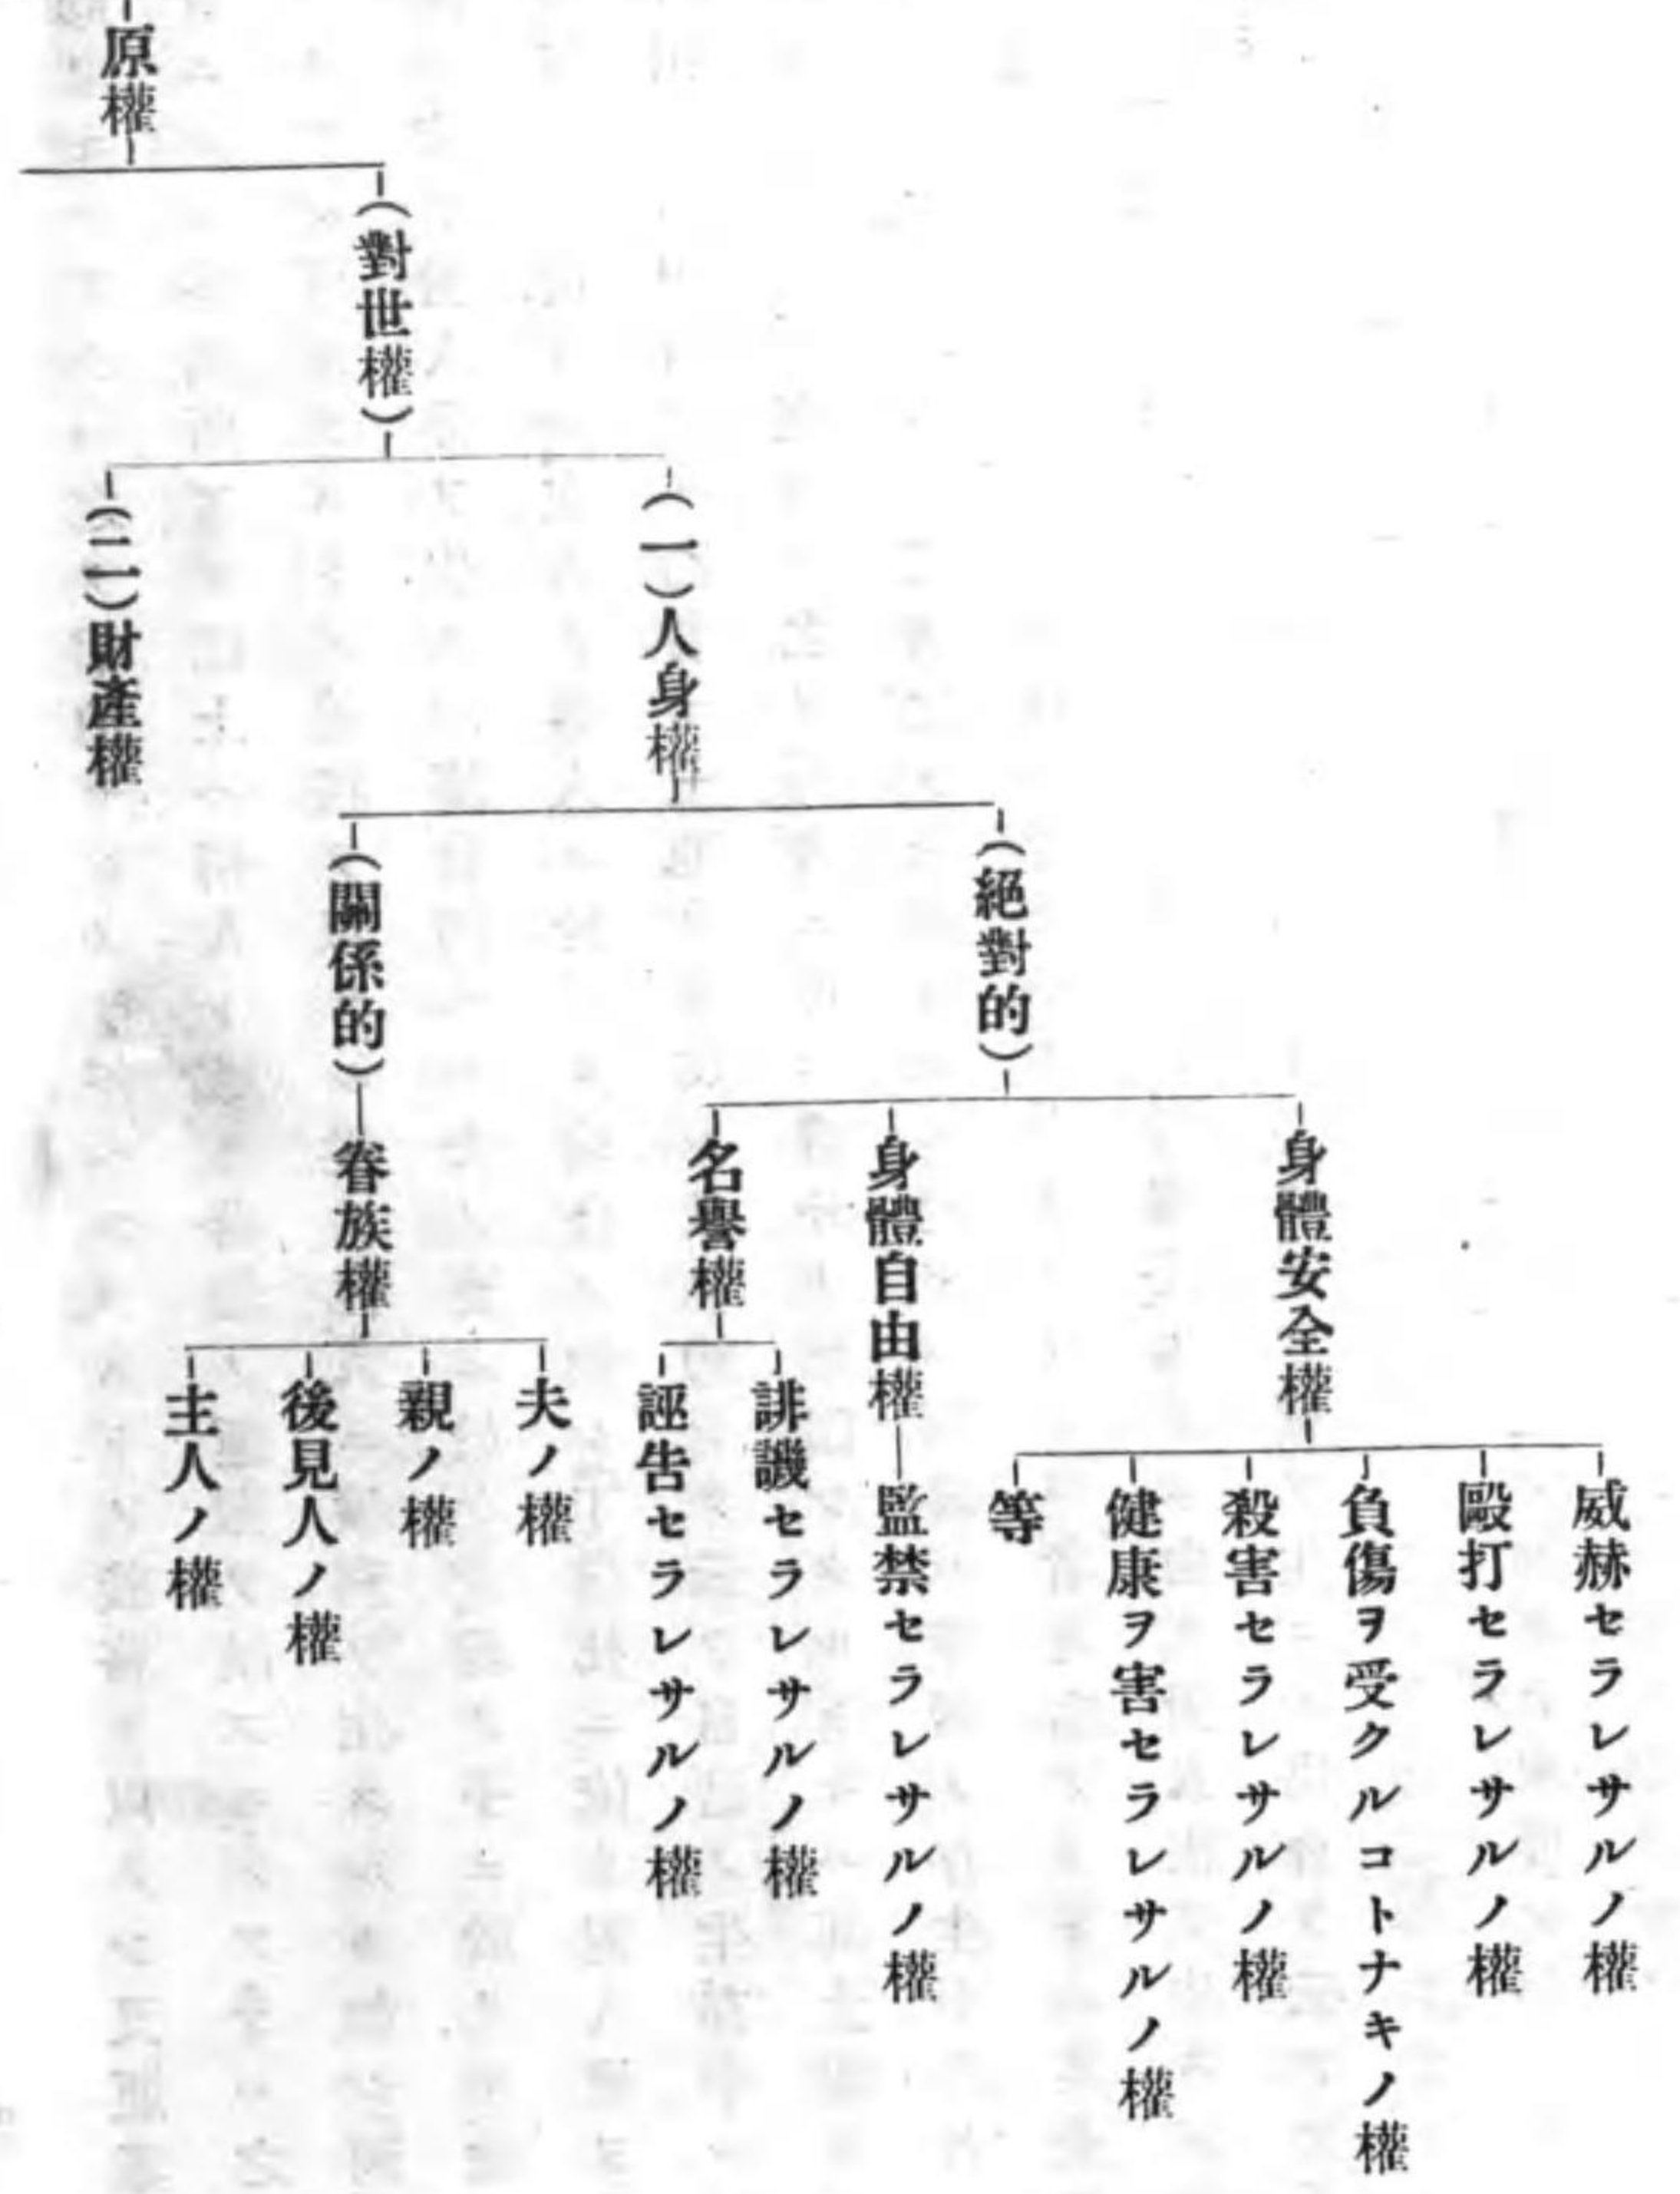 原權
(對世權)
(一)人身權
(絕對的)
身體安全權
威赫セラレサルノ權
毆打セラレサルノ權
負傷ヲ受クルコトナキノ權
殺害セラレサルノ權
健康ヲ害セラレサルノ權
等
身體自由權
監禁セラレサルノ權
名譽權
誹譏セラレサルノ權
誣吿セラレサルノ權
(關係的)
眷族權
夫ノ權
親ノ權
後見人ノ權
主人ノ權
(二)財產權